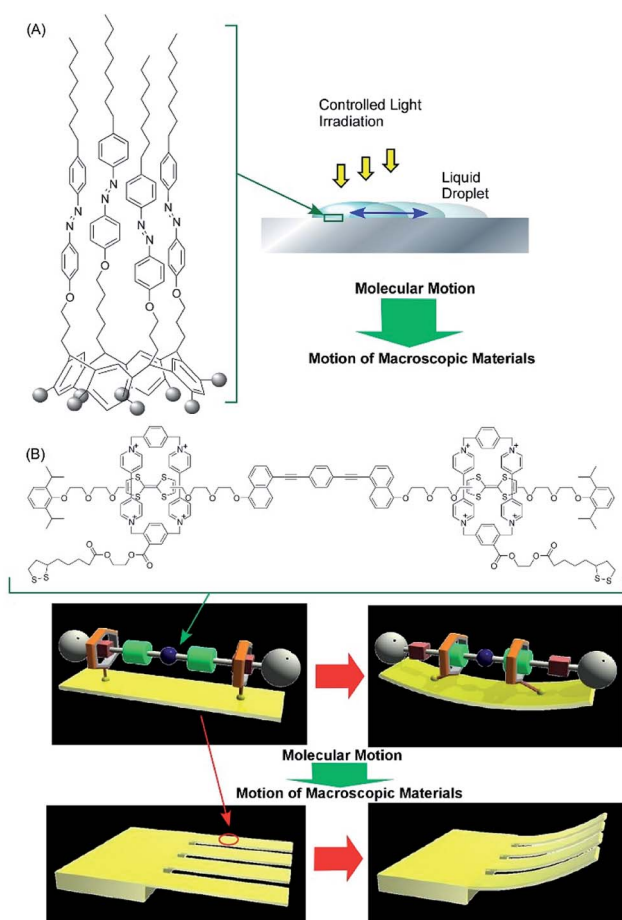 (A)
Controlled Light
Irradiation
Liquid
Droplet
Molecular Motion
Motion of Macroscopic Materials
N
N
N
N
N
N
N
N
O
O
O
O
(B)
N+
N+
N+
N+
S
S
S
S
O
O
O
O
O
O
O
O
S
S
S
S
N+
N+
N+
N+
O
O
O
O
S-S
O
O
O
O
S-S
Molecular Motion
Motion of Macroscopic Materials